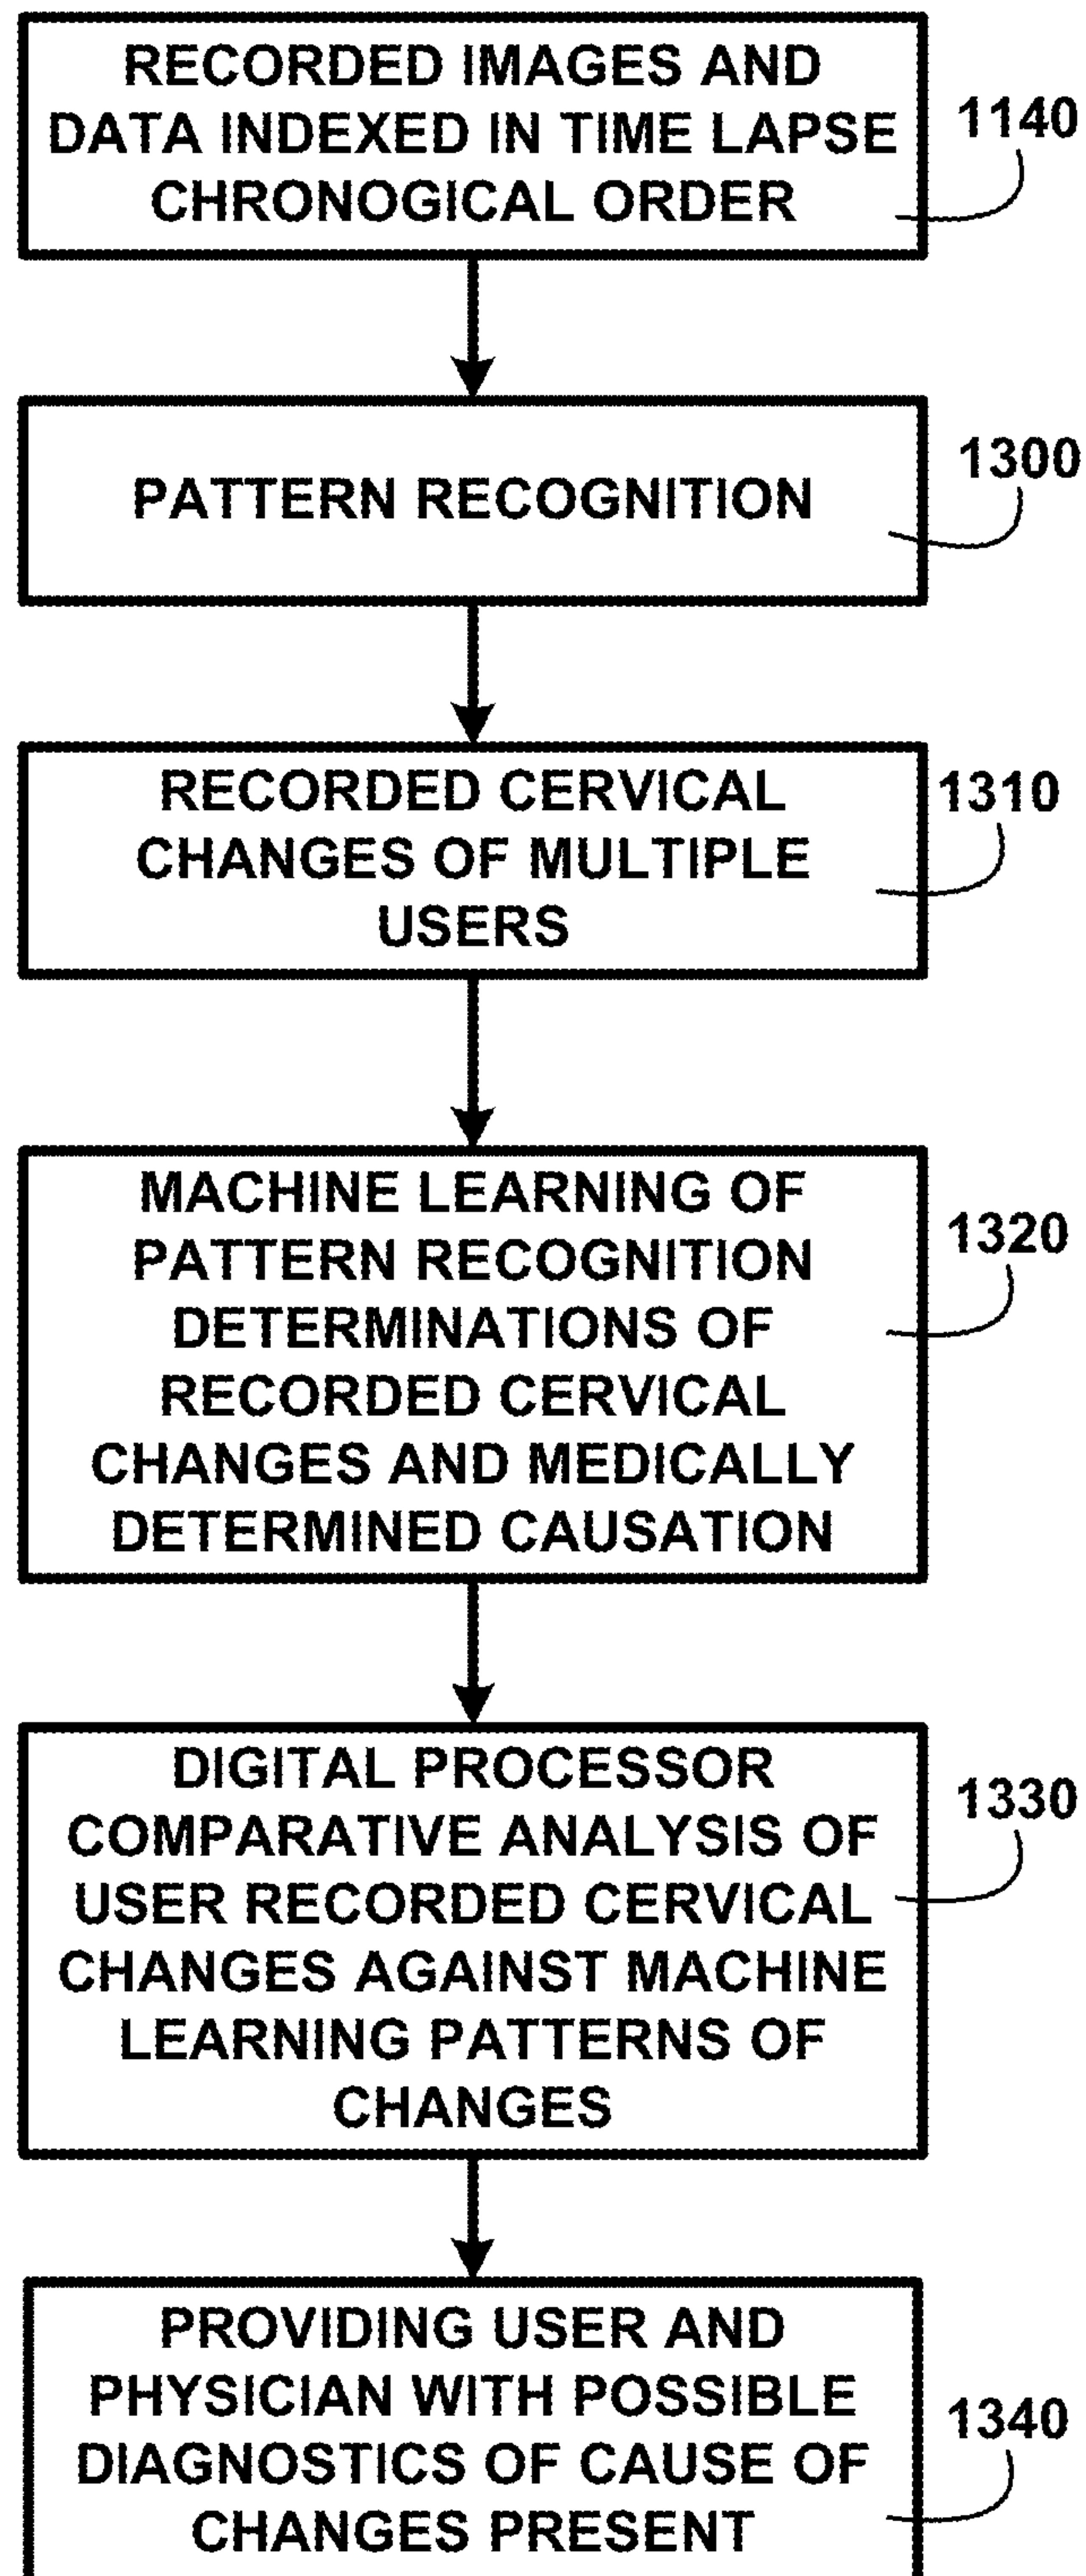 RECORDED IMAGES AND
DATA INDEXED IN TIME LAPSE
CHRONOGICAL ORDER
1140
PATTERN RECOGNITION
1300
RECORDED CERVICAL
CHANGES OF MULTIPLE
USERS
1310
MACHINE LEARNING OF
PATTERN RECOGNITION
DETERMINATIONS OF
RECORDED CERVICAL
CHANGES AND MEDICALLY
DETERMINED CAUSATION
1320
DIGITAL PROCESSOR
COMPARATIVE ANALYSIS OF
USER RECORDED CERVICAL
CHANGES AGAINST MACHINE
LEARNING PATTERNS OF
CHANGES
1330
PROVIDING USER AND
PHYSICIAN WITH POSSIBLE
DIAGNOSTICS OF CAUSE OF
CHANGES PRESENT
1340